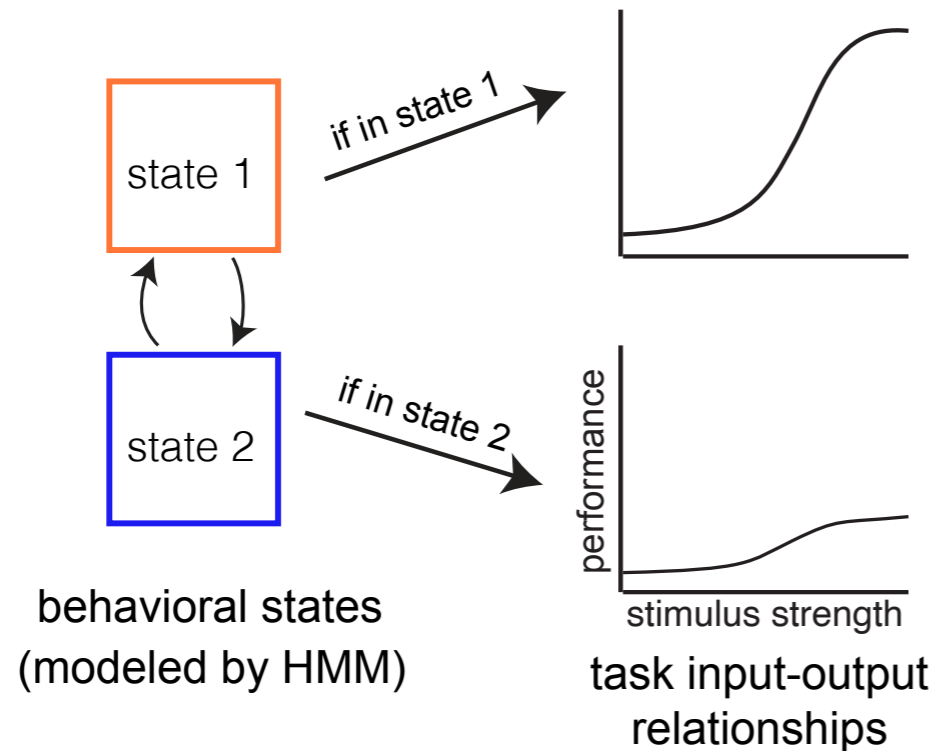 state 1
if in state 1
state 2
if in state 2
performance
stimulus strength
behavioral states
(modeled by HMM)
task input-output
relationships